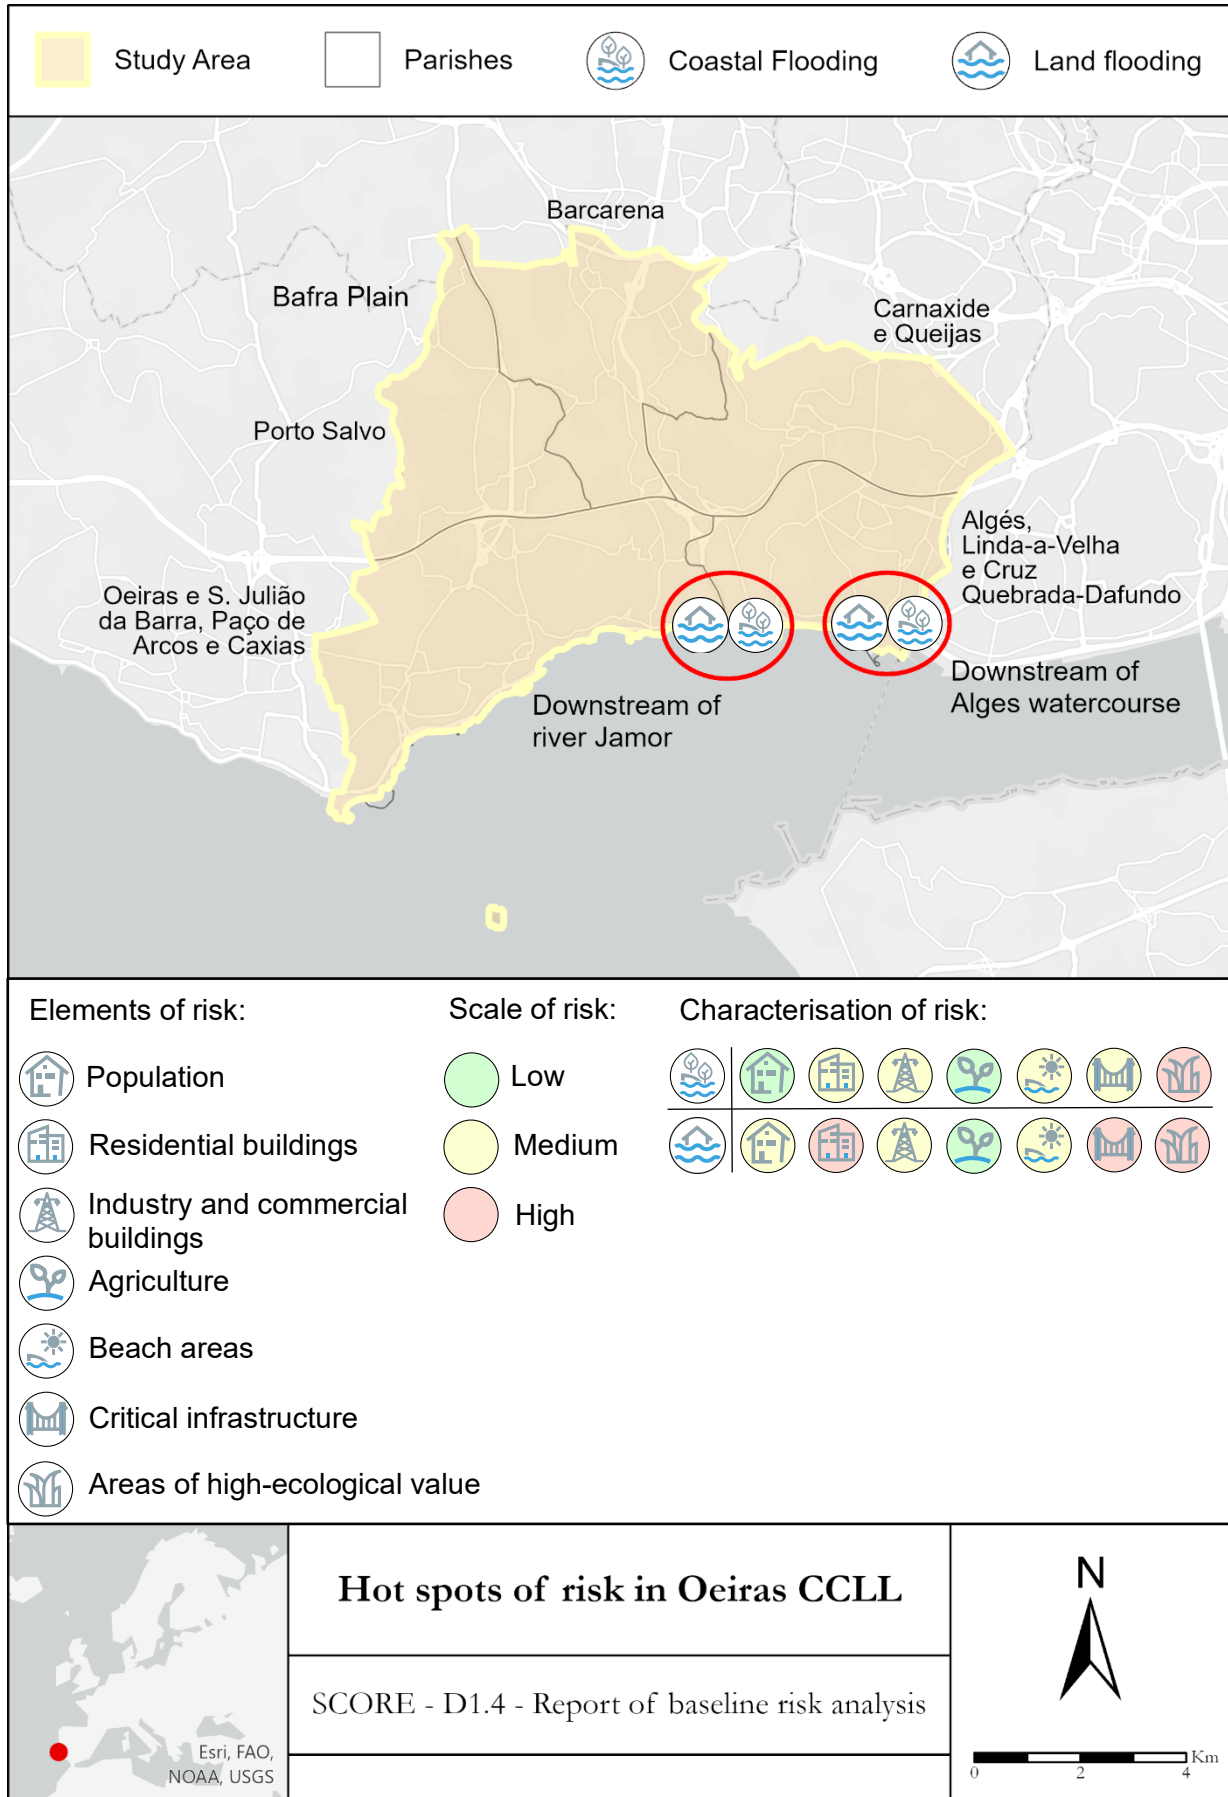 Study Area
Parishes
Coastal Flooding
Land flooding
Barcarena
Bafra Plain
Carnaxide
e Queijas
Porto Salvo
Algés,
Linda-a-Velha
e Cruz
Quebrada-Dafundo
Oeiras e S. Julião
da Barra, Paço de
Arcos e Caxias
Downstream of
river Jamor
Downstream of
Alges watercourse
Elements of risk:
Population
Residential buildings
Industry and commercial
buildings
Agriculture
Beach areas
Critical infrastructure
Areas of high-ecological value
Scale of risk:
Low
Medium
High
Characterisation of risk:
Esri, FAO,
NOAA, USGS
Hot spots of risk in Oeiras CCLL
SCORE - D1.4 - Report of baseline risk analysis
N
Km
0 2 4